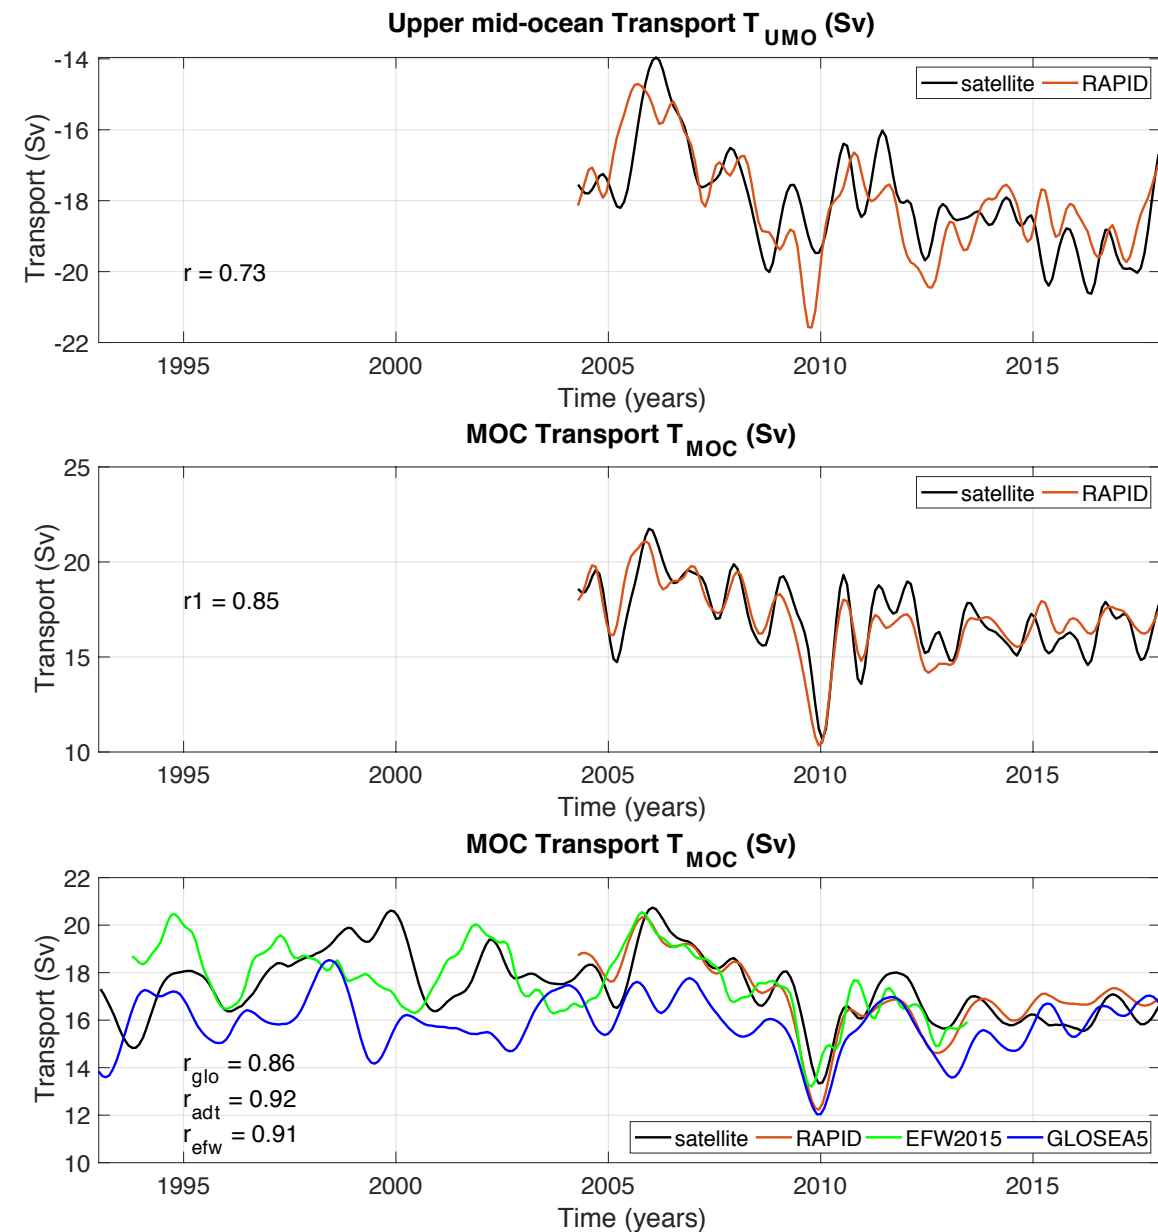 Upper mid-ocean Transport T_UMO (Sv)
-14
-16
-18
-20
-22
Transport (Sv)
satellite RAPID
r = 0.73
1995 2000 2005 2010 2015
Time (years)
MOC Transport T_MOC (Sv)
25
20
15
10
Transport (Sv)
satellite RAPID
r1 = 0.85
1995 2000 2005 2010 2015
Time (years)
MOC Transport T_MOC (Sv)
22
20
18
16
14
12
10
Transport (Sv)
r_glo = 0.86
r_adt = 0.92
r_efw = 0.91
satellite RAPID EFW2015 GLOSEA5
1995 2000 2005 2010 2015
Time (years)